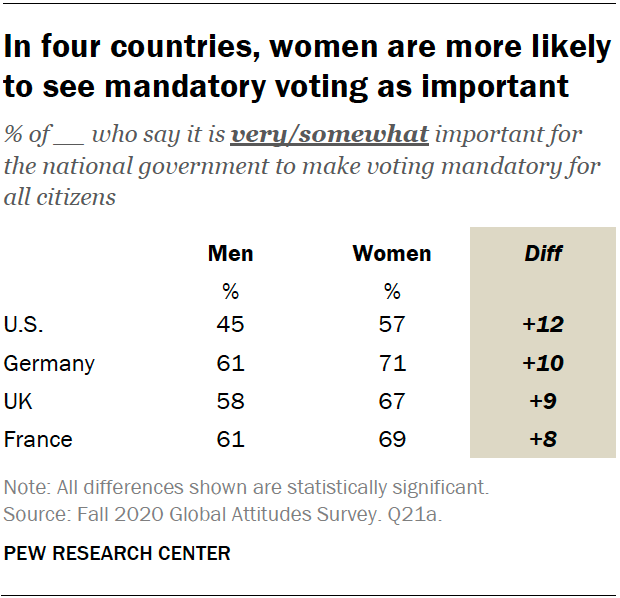 In four countries, women are more likely
to see mandatory voting as important
% of __ who say it is very/somewhat important for
the national government to make voting mandatory for
all citizens
Men Women Diff
% %
U.S. 45 57 +12
Germany 61 71 +10
UK 58 67 +9
France 61 69 +8
Note: All differences shown are statistically significant.
Source: Fall 2020 Global Attitudes Survey. Q21a.
PEW RESEARCH CENTER